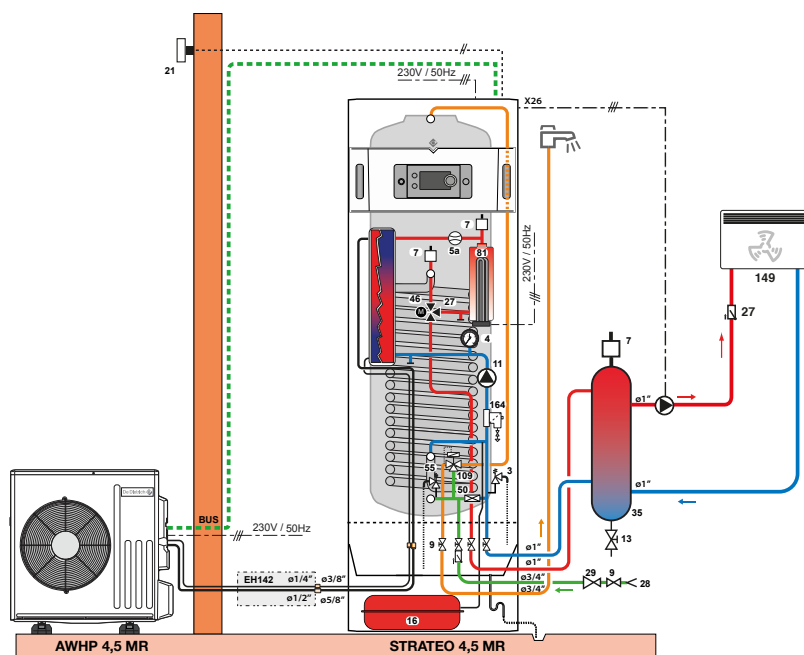 21
230V / 50Hz
X26
7
5a
7
81
230V / 50Hz
46
27
M
4
11
164
149
27
7
ø1"
ø1"
35
13
55
109
50
3
9
ø1"
ø1"
ø3/4"
ø3/4"
29
9
28
De Dietrich
BUS
230V / 50Hz
EH142
ø1/4"
ø3/8"
ø1/2"
ø5/8"
16
AWHP 4,5 MR
STRATEO 4,5 MR